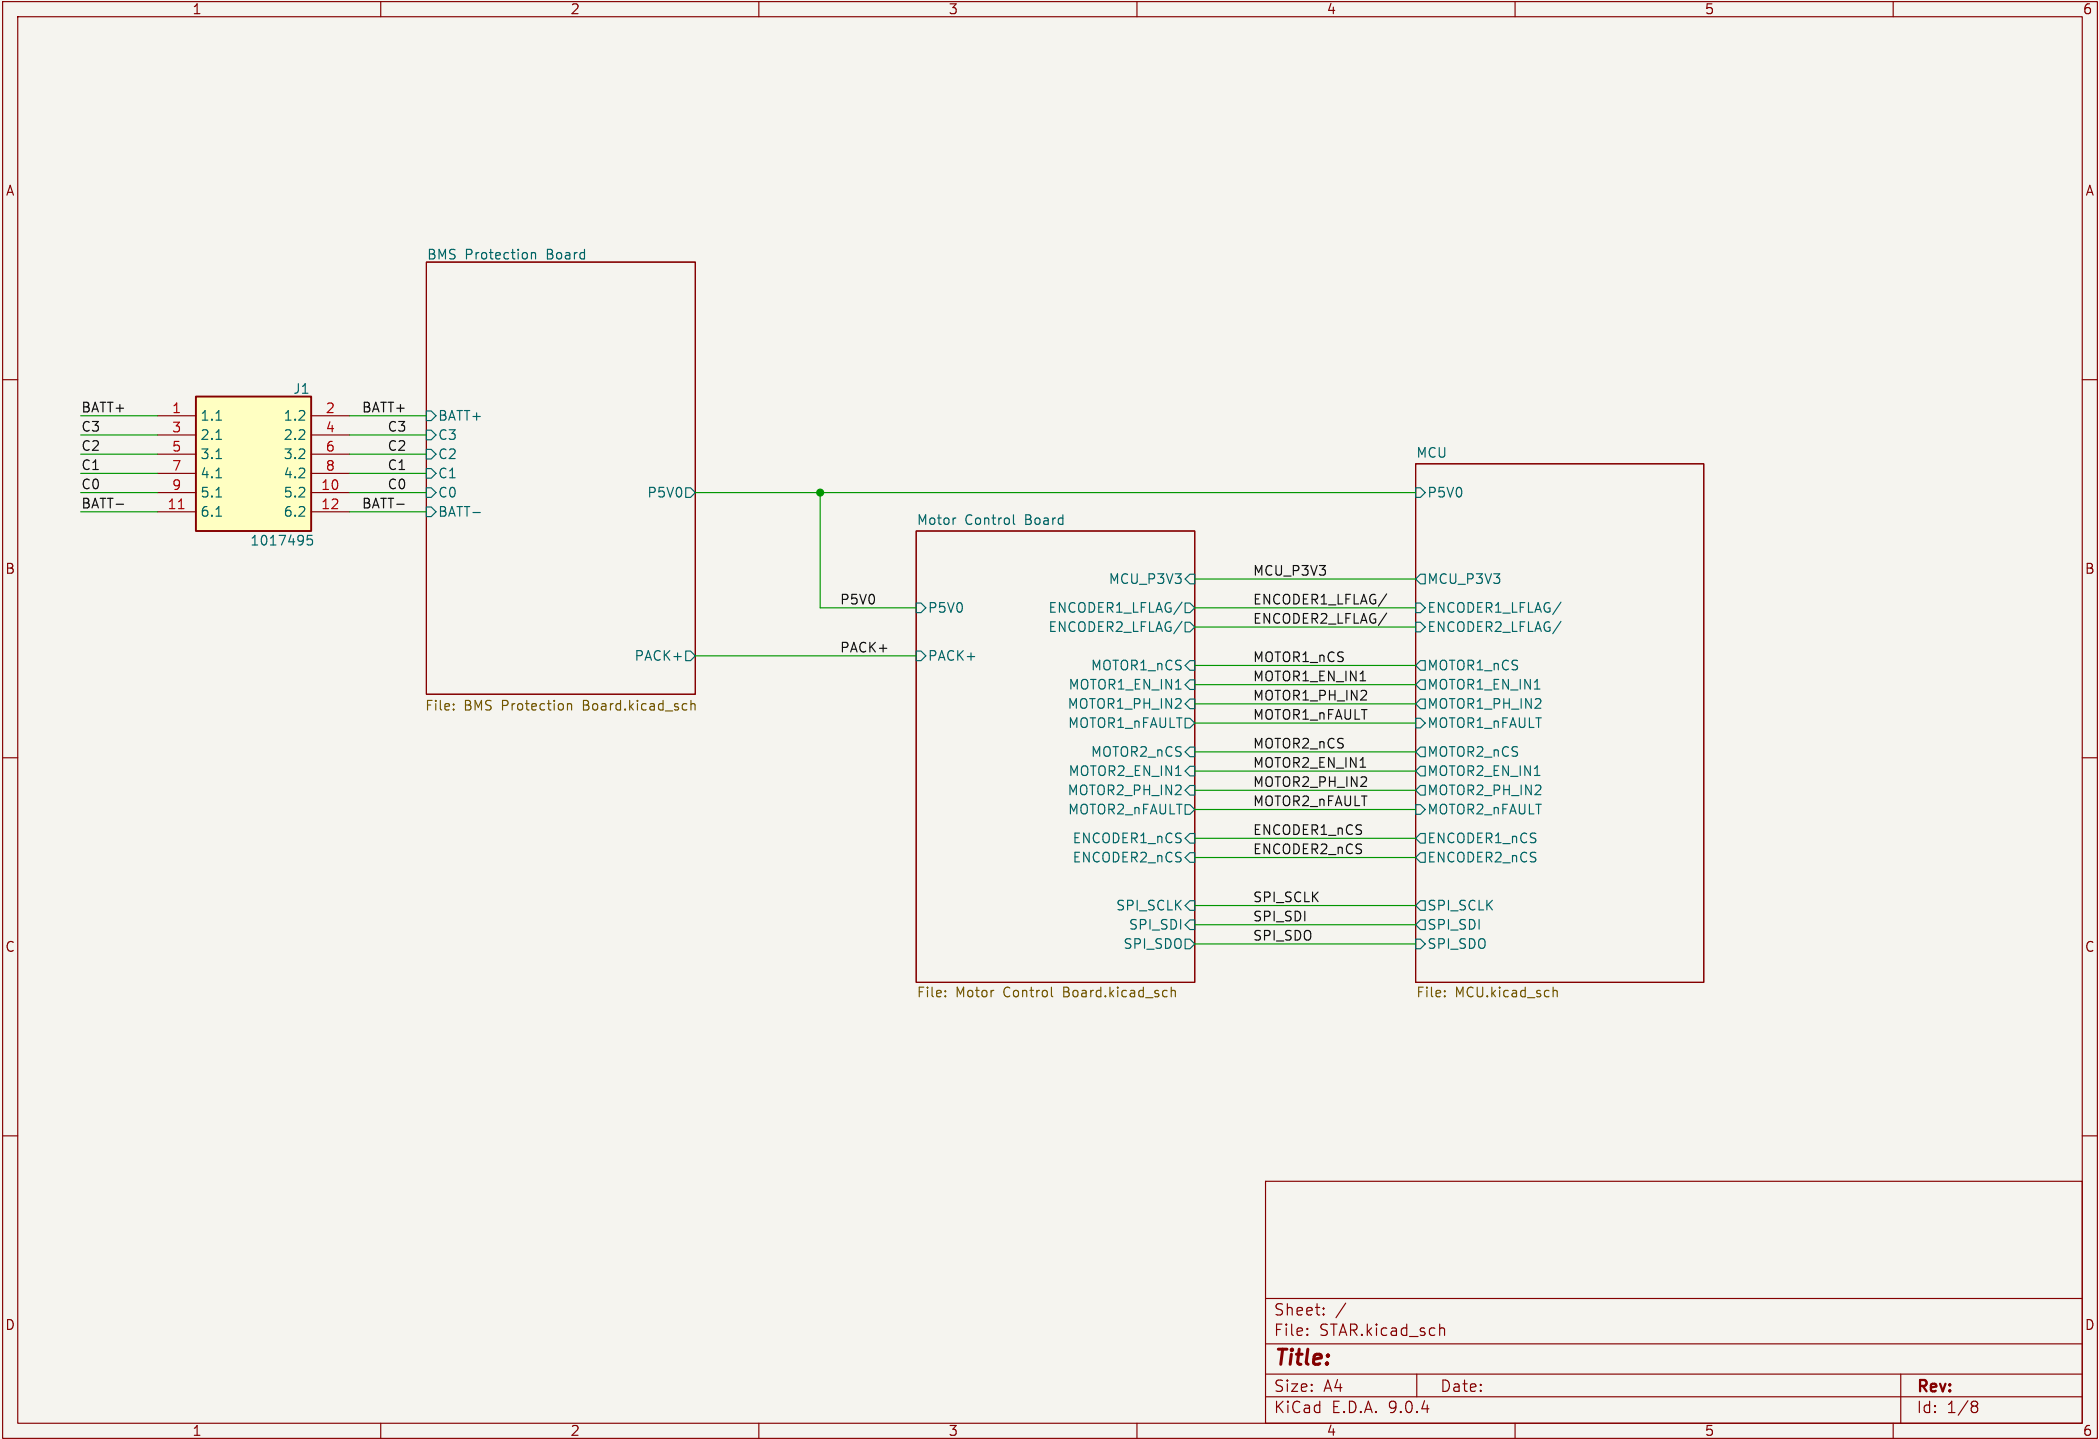 1 2 3 4 5 6
A A
BMS Protection Board
J1
BATT+ 1 1.1 1.2 2 BATT+ BATT+
C3 3 2.1 2.2 4 C3 C3
C2 5 3.1 3.2 6 C2 C2
C1 7 4.1 4.2 8 C1 C1
C0 9 5.1 5.2 10 C0 C0
BATT- 11 6.1 6.2 12 BATT- BATT-
1017495
P5V0
PACK+
File: BMS Protection Board.kicad_sch
B B
Motor Control Board
P5V0 P5V0
PACK+ PACK+
MCU
P5V0
MCU_P3V3 MCU_P3V3 MCU_P3V3
ENCODER1_LFLAG/ ENCODER1_LFLAG/ ENCODER1_LFLAG/
ENCODER2_LFLAG/ ENCODER2_LFLAG/ ENCODER2_LFLAG/
MOTOR1_nCS MOTOR1_nCS MOTOR1_nCS
MOTOR1_EN_IN1 MOTOR1_EN_IN1 MOTOR1_EN_IN1
MOTOR1_PH_IN2 MOTOR1_PH_IN2 MOTOR1_PH_IN2
MOTOR1_nFAULT MOTOR1_nFAULT MOTOR1_nFAULT
MOTOR2_nCS MOTOR2_nCS MOTOR2_nCS
MOTOR2_EN_IN1 MOTOR2_EN_IN1 MOTOR2_EN_IN1
MOTOR2_PH_IN2 MOTOR2_PH_IN2 MOTOR2_PH_IN2
MOTOR2_nFAULT MOTOR2_nFAULT MOTOR2_nFAULT
ENCODER1_nCS ENCODER1_nCS ENCODER1_nCS
ENCODER2_nCS ENCODER2_nCS ENCODER2_nCS
SPI_SCLK SPI_SCLK SPI_SCLK
SPI_SDI SPI_SDI SPI_SDI
SPI_SDO SPI_SDO SPI_SDO
C C
File: Motor Control Board.kicad_sch
File: MCU.kicad_sch
Sheet: /
File: STAR.kicad_sch
D D
Title:
Size: A4 Date: Rev:
KiCad E.D.A. 9.0.4 Id: 1/8
1 2 3 4 5 6